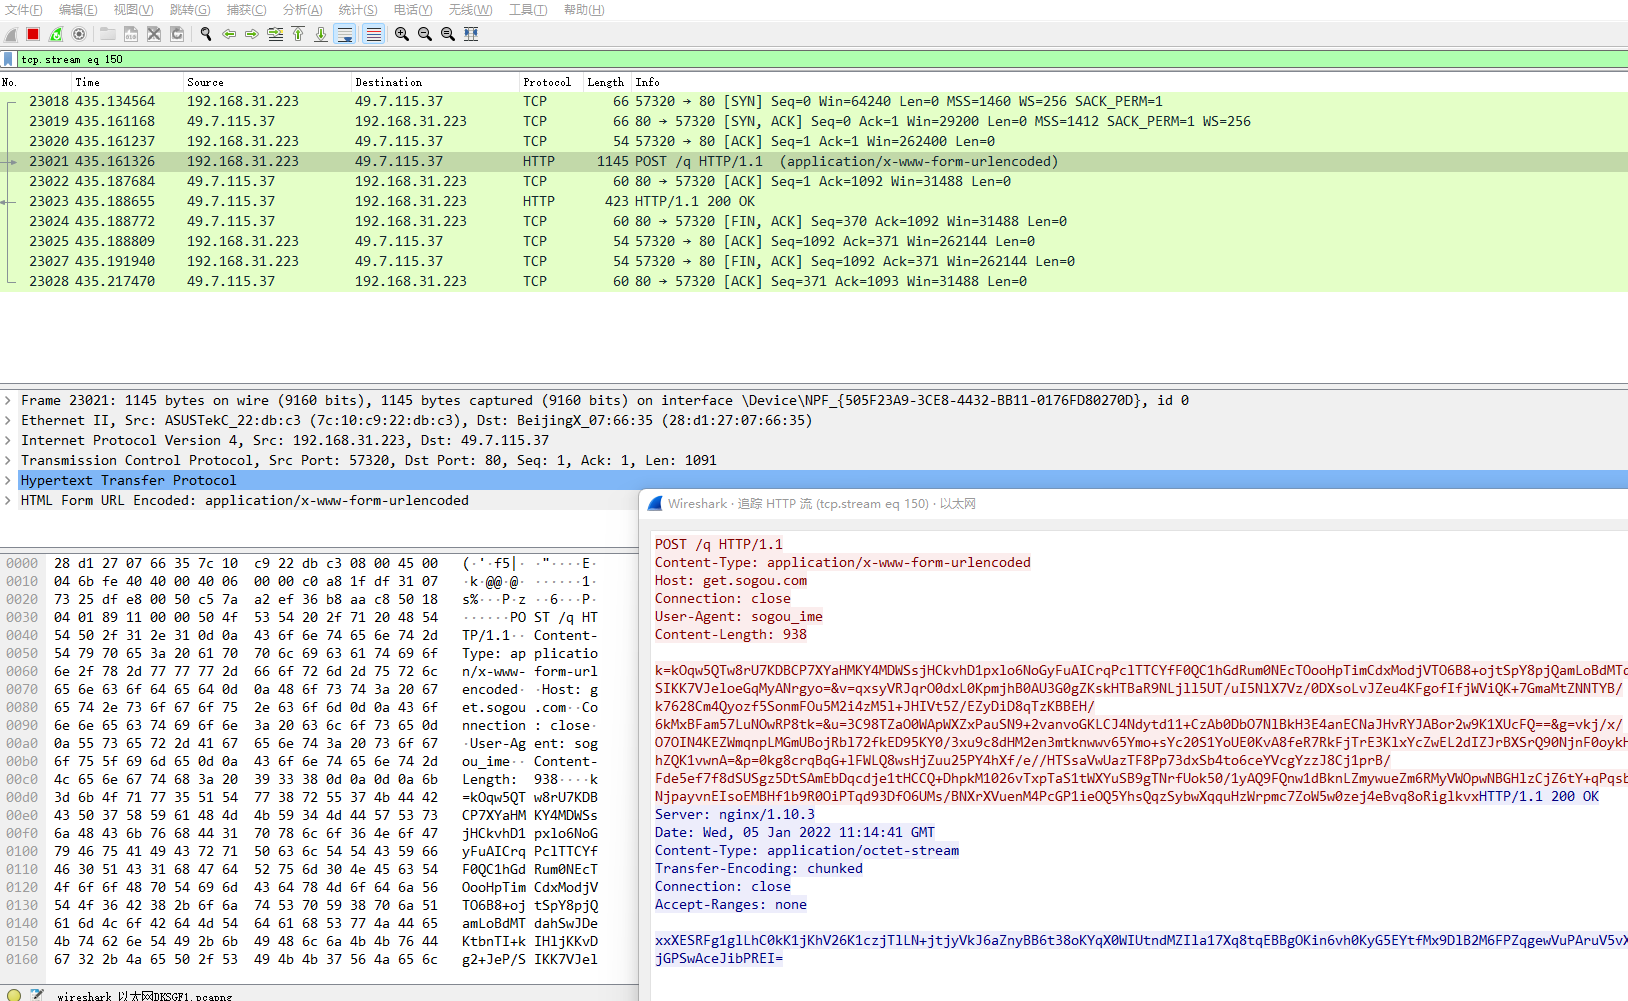 文件(F) 编辑(E) 视图(V) 跳转(G) 捕获(C) 分析(A) 统计(S) 电话(Y) 无线(W) 工具(T) 帮助(H)
tcp.stream eq 150
No. Time Source Destination Protocol Length Info
23018 435.134564 192.168.31.223 49.7.115.37 TCP 66 57320 → 80 [SYN] Seq=0 Win=64240 Len=0 MSS=1460 WS=256 SACK_PERM=1
23019 435.161168 49.7.115.37 192.168.31.223 TCP 66 80 → 57320 [SYN, ACK] Seq=0 Ack=1 Win=29200 Len=0 MSS=1412 SACK_PERM=1 WS=256
23020 435.161237 192.168.31.223 49.7.115.37 TCP 54 57320 → 80 [ACK] Seq=1 Ack=1 Win=262400 Len=0
23021 435.161326 192.168.31.223 49.7.115.37 HTTP 1145 POST /q HTTP/1.1  (application/x-www-form-urlencoded)
23022 435.187684 49.7.115.37 192.168.31.223 TCP 60 80 → 57320 [ACK] Seq=1 Ack=1092 Win=31488 Len=0
23023 435.188655 49.7.115.37 192.168.31.223 HTTP 423 HTTP/1.1 200 OK
23024 435.188772 49.7.115.37 192.168.31.223 TCP 60 80 → 57320 [FIN, ACK] Seq=370 Ack=1092 Win=31488 Len=0
23025 435.188809 192.168.31.223 49.7.115.37 TCP 54 57320 → 80 [ACK] Seq=1092 Ack=371 Win=262144 Len=0
23027 435.191940 192.168.31.223 49.7.115.37 TCP 54 57320 → 80 [FIN, ACK] Seq=1092 Ack=371 Win=262144 Len=0
23028 435.217470 49.7.115.37 192.168.31.223 TCP 60 80 → 57320 [ACK] Seq=371 Ack=1093 Win=31488 Len=0
Frame 23021: 1145 bytes on wire (9160 bits), 1145 bytes captured (9160 bits) on interface \Device\NPF_{505F23A9-3CE8-4432-BB11-0176FD80270D}, id 0
Ethernet II, Src: ASUSTekC_22:db:c3 (7c:10:c9:22:db:c3), Dst: BeijingX_07:66:35 (28:d1:27:07:66:35)
Internet Protocol Version 4, Src: 192.168.31.223, Dst: 49.7.115.37
Transmission Control Protocol, Src Port: 57320, Dst Port: 80, Seq: 1, Ack: 1, Len: 1091
Hypertext Transfer Protocol
HTML Form URL Encoded: application/x-www-form-urlencoded
0000 28 d1 27 07 66 35 7c 10 c9 22 db c3 08 00 45 00 (·'·f5|· ·"····E·
0010 04 6b fe 40 40 00 40 06 00 00 c0 a8 1f df 31 07 ·k·@@·@· ······1·
0020 73 25 df e8 00 50 c5 7a a2 ef 36 b8 aa c8 50 18 s%···P·z ··6···P·
0030 04 01 89 11 00 00 50 4f 53 54 20 2f 71 20 48 54 ······PO ST /q HT
0040 54 50 2f 31 2e 31 0d 0a 43 6f 6e 74 65 6e 74 2d TP/1.1·· Content-
0050 54 79 70 65 3a 20 61 70 70 6c 69 63 61 74 69 6f Type: ap plicatio
0060 6e 2f 78 2d 77 77 77 2d 66 6f 72 6d 2d 75 72 6c n/x-www- form-url
0070 65 6e 63 6f 64 65 64 0d 0a 48 6f 73 74 3a 20 67 encoded· ·Host: g
0080 65 74 2e 73 6f 67 6f 75 2e 63 6f 6d 0d 0a 43 6f et.sogou .com··Co
0090 6e 6e 65 63 74 69 6f 6e 3a 20 63 6c 6f 73 65 0d nnection : close·
00a0 0a 55 73 65 72 2d 41 67 65 6e 74 3a 20 73 6f 67 ·User-Ag ent: sog
00b0 6f 75 5f 69 6d 65 0d 0a 43 6f 6e 74 65 6e 74 2d ou_ime·· Content-
00c0 4c 65 6e 67 74 68 3a 20 39 33 38 0d 0a 0d 0a 6b Length:  938····k
00d0 3d 6b 4f 71 77 35 51 54 77 38 72 55 37 4b 44 42 =kOqw5QT w8rU7KDB
00e0 43 50 37 58 59 61 48 4d 4b 59 34 4d 44 57 53 73 CP7XYaHM KY4MDWSs
00f0 6a 48 43 6b 76 68 44 31 70 78 6c 6f 36 4e 6f 47 jHCkvhD1 pxlo6NoG
0100 79 46 75 41 49 43 72 71 50 63 6c 54 54 43 59 66 yFuAICrq PclTTCYf
0110 46 30 51 43 31 68 47 64 52 75 6d 30 4e 45 63 54 F0QC1hGd Rum0NEcT
0120 4f 6f 6f 48 70 54 69 6d 43 64 78 4d 6f 64 6a 56 OooHpTim CdxModjV
0130 54 4f 36 42 38 2b 6f 6a 74 53 70 59 38 70 6a 51 TO6B8+oj tSpY8pjQ
0140 61 6d 4c 6f 42 64 4d 54 64 61 68 53 77 4a 44 65 amLoBdMT dahSwJDe
0150 4b 74 62 6e 54 49 2b 6b 49 48 6c 6a 4b 4b 76 44 KtbnTI+k IHljKKvD
0160 67 32 2b 4a 65 50 2f 53 49 4b 4b 37 56 4a 65 6c g2+JeP/S IKK7VJel
wireshark_以太网DKSGF1.pcapng
Wireshark · 追踪 HTTP 流 (tcp.stream eq 150) · 以太网
POST /q HTTP/1.1
Content-Type: application/x-www-form-urlencoded
Host: get.sogou.com
Connection: close
User-Agent: sogou_ime
Content-Length: 938
k=kOqw5QTw8rU7KDBCP7XYaHMKY4MDWSsjHCkvhD1pxlo6NoGyFuAICrqPclTTCYfF0QC1hGdRum0NEcTOooHpTimCdxModjVTO6B8+ojtSpY8pjQamLoBdMTd
SIKK7VJeloeGqMyANrgyo=&v=qxsyVRJqrO0dxL0KpmjhB0AU3G0gZKskHTBaR9NLjll5UT/uI5NlX7Vz/0DXsoLvJZeu4KFgofIfjWViQK+7GmaMtZNNTYB/
k7628Cm4Qyozf5SonmFOu5M2i4zM5l+JHIVt5Z/EZyDiD8qTzKBBEH/
6kMxBFam57LuNOwRP8tk=&u=3C98TZaO0WApWXZxPauSN9+2vanvoGKLCJ4Ndytd11+CzAb0DbO7NlBkH3E4anECNaJHvRYJABor2w9K1XUcFQ==&g=vkj/x/
O7OIN4KEZWmqnpLMGmUBojRbl72fkED95KY0/3xu9c8dHM2en3mtknwwv65Ymo+sYc20S1YoUE0KvA8feR7RkFjTrE3KlxYcZwEL2dIZJrBXSrQ90NjnF0oykH
hZQK1vwnA=&p=0kg8crqBqG+lFWLQ8wsHjZuu25PY4hXf/e//HTSsaVwUazTF8Pp73dxSb4to6ceYVcgYzzJ8Cj1prB/
Fde5ef7f8dSUSgz5DtSAmEbDqcdje1tHCCQ+DhpkM1026vTxpTaS1tWXYuSB9gTNrfUok50/1yAQ9FQnw1dBknLZmywueZm6RMyVWOpwNBGHlzCjZ6tY+qPqsb
NjpayvnEIsoEMBHf1b9R0OiPTqd93DfO6UMs/BNXrXVuenM4PcGP1ieOQ5YhsQqzSybwXqquHzWrpmc7ZoW5w0zej4eBvq8oRiglkvxHTTP/1.1 200 OK
Server: nginx/1.10.3
Date: Wed, 05 Jan 2022 11:14:41 GMT
Content-Type: application/octet-stream
Transfer-Encoding: chunked
Connection: close
Accept-Ranges: none
xxXESRFg1glLhC0kK1jKhV26K1czjTlLN+jtjyVkJ6aZnyBB6t38oKYqX0WIUtndMZIla17Xq8tqEBBgOKin6vh0KyG5EYtfMx9DlB2M6FPZqgewVuPAruV5vX
jGPSwAceJibPREI=